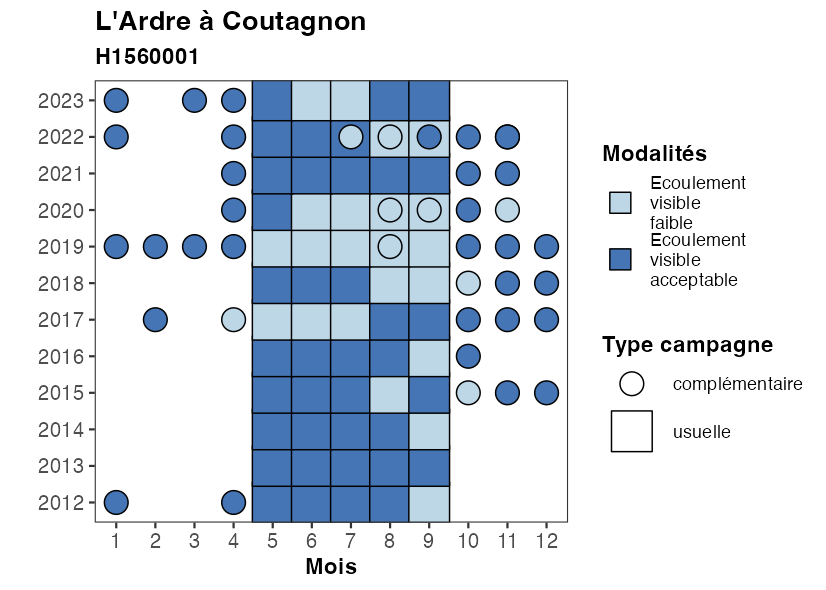 L'Ardre à Coutagnon
H1560001
2023
2022
2021
2020
2019
2018
2017
2016
2015
2014
2013
2012
1 2 3 4 5 6 7 8 9 10 11 12
Mois
Modalités
Ecoulement
visible
faible
Ecoulement
visible
acceptable
Type campagne
complémentaire
usuelle